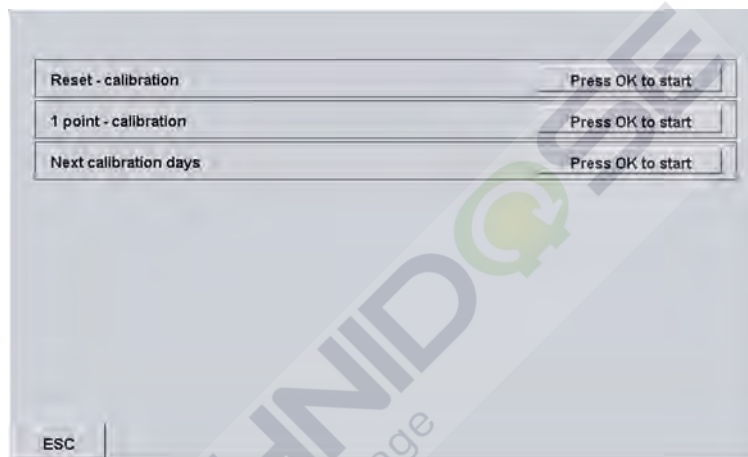 Reset - calibration Press OK to start
1 point - calibration Press OK to start
Next calibration days Press OK to start
ESC